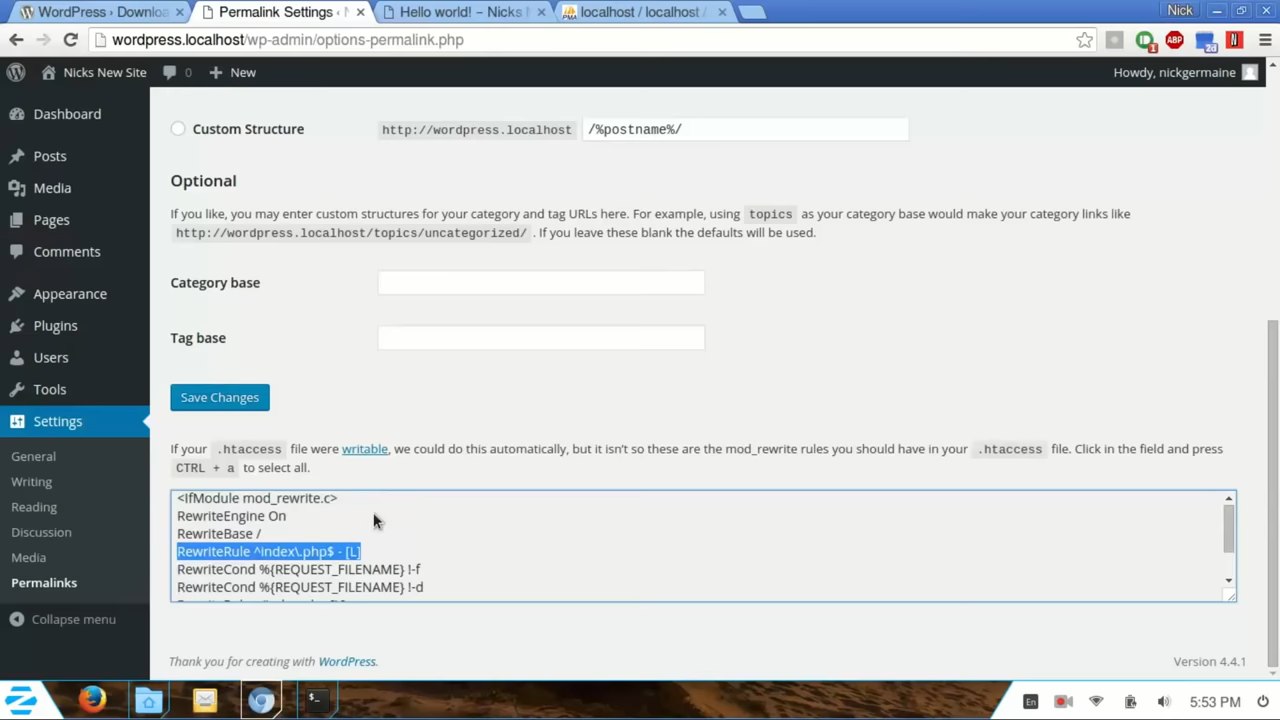 WordPress › Downloa
Permalink Settings ‹
Hello world! – Nicks N
localhost / localhost /
Nick
wordpress.localhost/wp-admin/options-permalink.php
1
ABP
2d
N
Nicks New Site
0
New
Howdy, nickgermaine
Dashboard
Posts
Media
Pages
Comments
Appearance
Plugins
Users
Tools
Settings
General
Writing
Reading
Discussion
Media
Permalinks
Collapse menu
Custom Structure
http://wordpress.localhost
/%postname%/
Optional
If you like, you may enter custom structures for your category and tag URLs here. For example, using topics as your category base would make your category links like
http://wordpress.localhost/topics/uncategorized/ . If you leave these blank the defaults will be used.
Category base
Tag base
Save Changes
If your .htaccess file were writable, we could do this automatically, but it isn't so these are the mod_rewrite rules you should have in your .htaccess file. Click in the field and press
CTRL + a to select all.
<IfModule mod_rewrite.c>
RewriteEngine On
RewriteBase /
RewriteRule ^index\.php$ - [L]
RewriteCond %{REQUEST_FILENAME} !-f
RewriteCond %{REQUEST_FILENAME} !-d
Thank you for creating with WordPress.
Version 4.4.1
En
5:53 PM